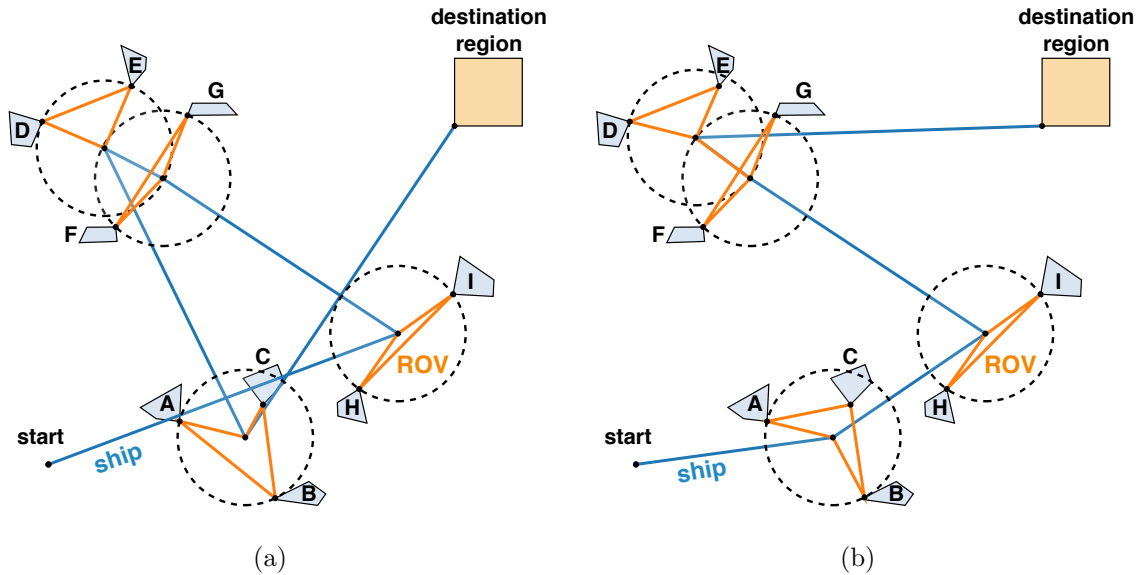 destination
region
E
G
D
F
I
ROV
C
H
A
start
ship
B
(a)
destination
region
E
G
D
F
I
ROV
C
H
A
start
ship
B
(b)